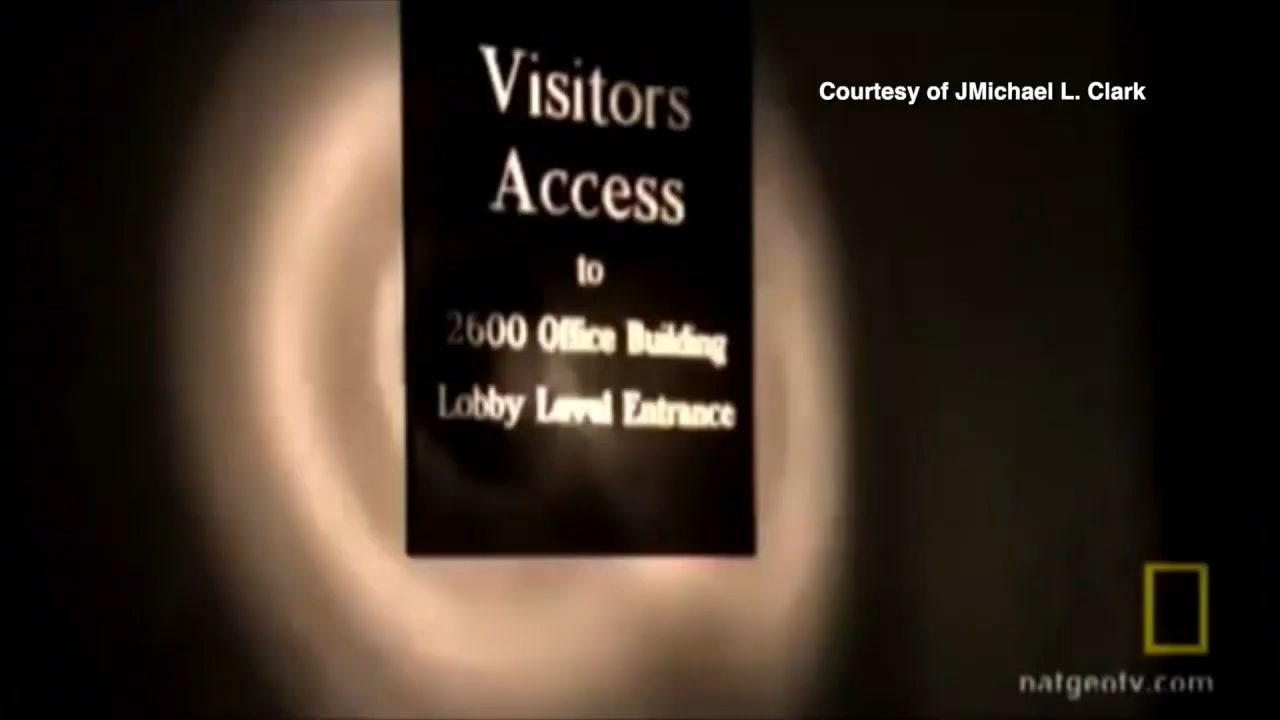 Visitors
Access
to
2600 Office Building
Lobby Level Entrance
Courtesy of JMichael L. Clark
natgeotv.com